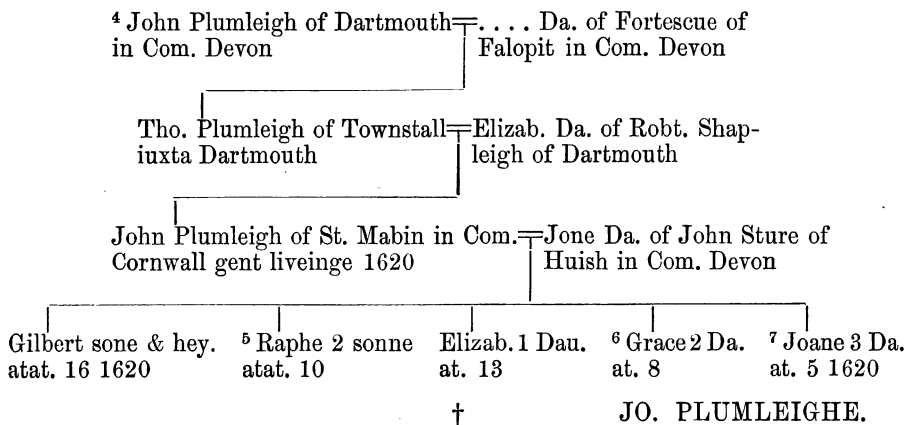 ⁴ John Plumleigh of Dartmouth=. . . . Da. of Fortescue of
in Com. Devon Falopit in Com. Devon
Tho. Plumleigh of Townstall=Elizab. Da. of Robt. Shap-
iuxta Dartmouth leigh of Dartmouth
John Plumleigh of St. Mabin in Com.=Jone Da. of John Sture of
Cornwall gent liveinge 1620 Huish in Com. Devon
Gilbert sone & hey. ⁵ Raphe 2 sonne Elizab. 1 Dau. ⁶ Grace 2 Da. ⁷ Joane 3 Da.
atat. 16 1620 atat. 10 at. 13 at. 8 at. 5 1620
† JO. PLUMLEIGHE.